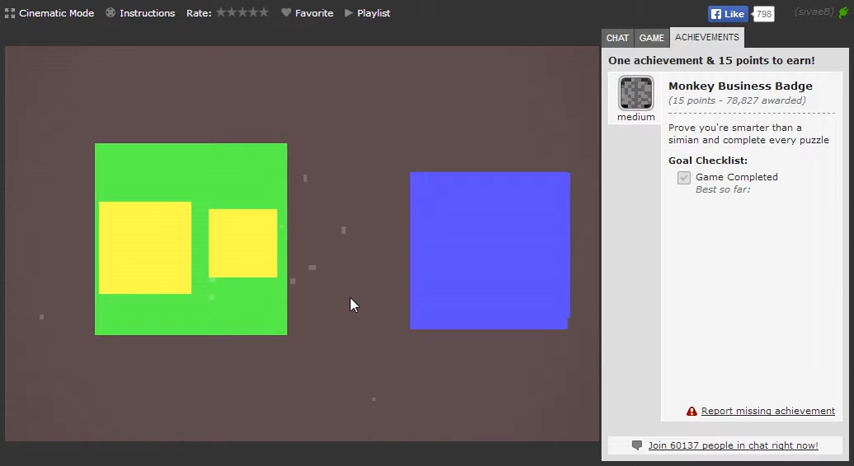 Cinematic Mode Instructions Rate: Favorite Playlist Like 798 (sivaeB)
CHAT GAME ACHIEVEMENTS
One achievement & 15 points to earn!
Monkey Business Badge
(15 points - 78,827 awarded)
medium
Prove you're smarter than a
simian and complete every puzzle
Goal Checklist:
Game Completed
Best so far:
Report missing achievement
Join 60137 people in chat right now!